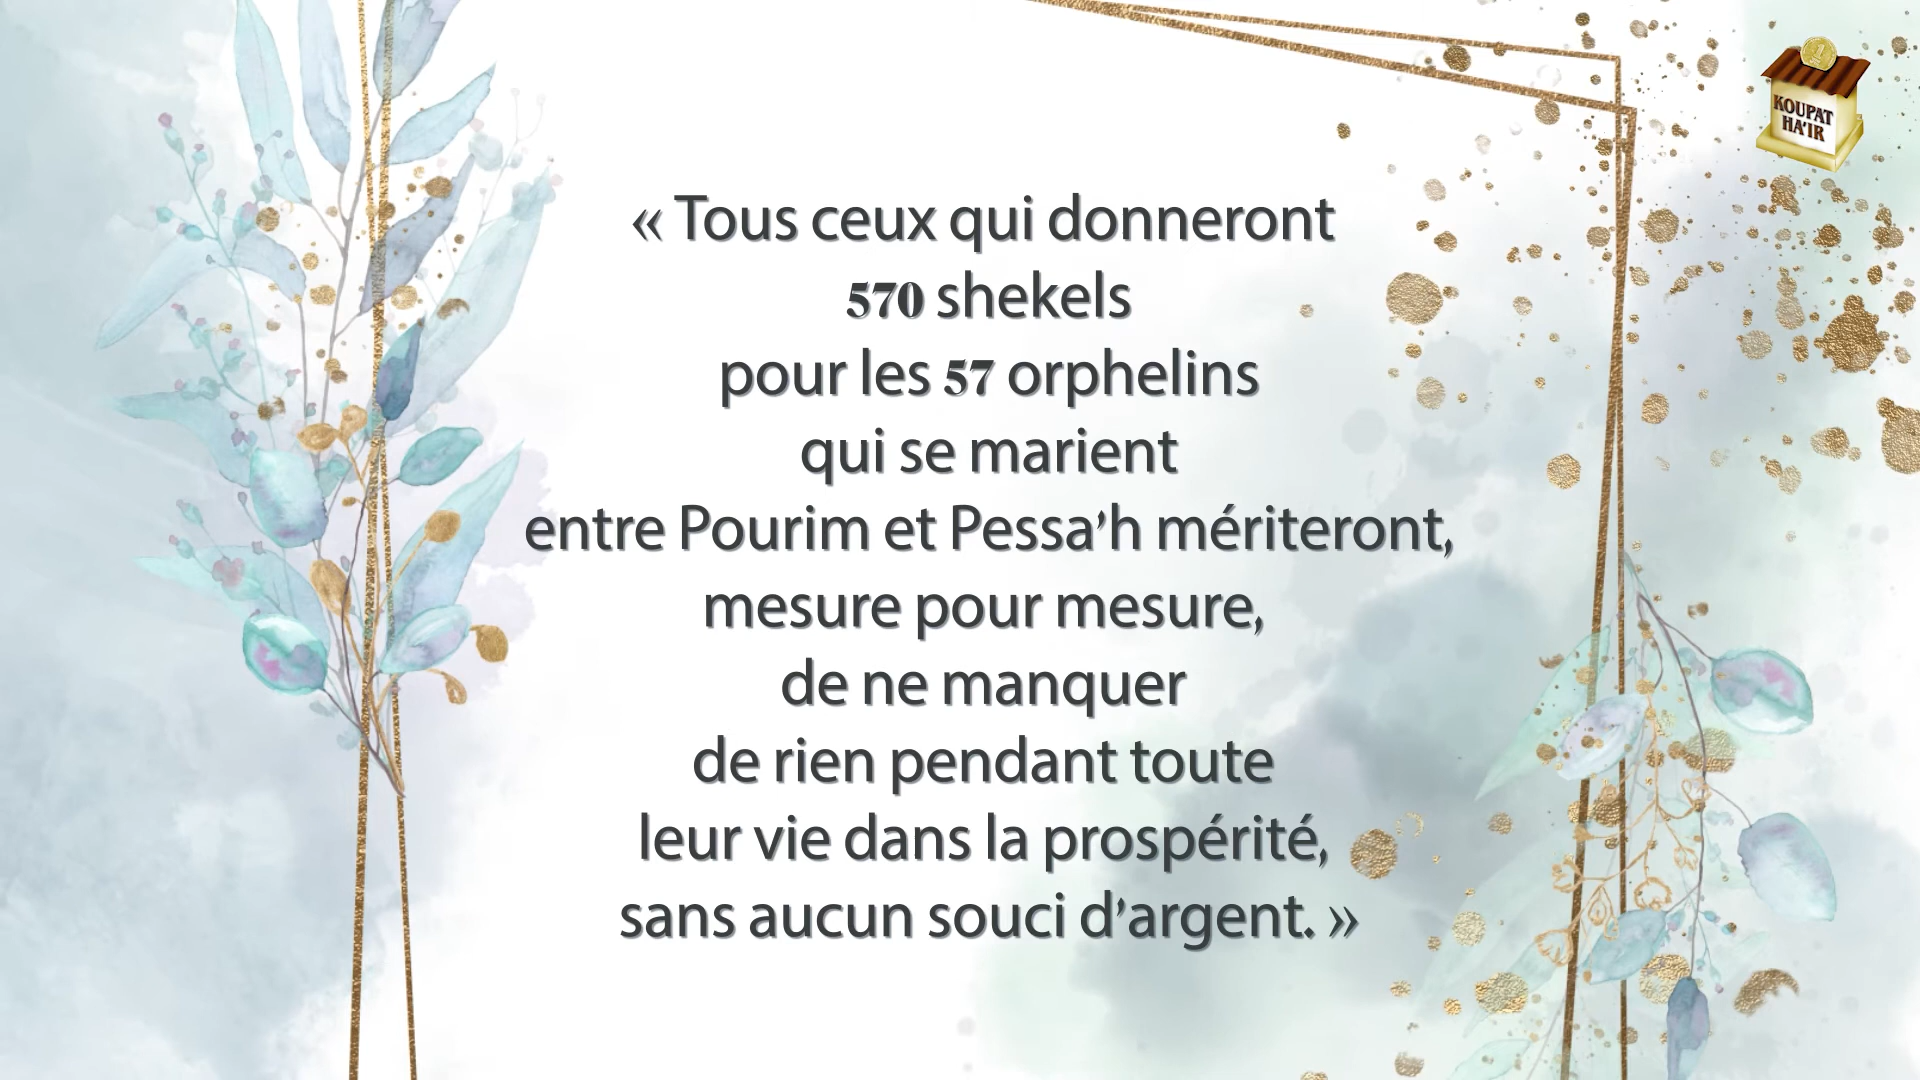 KOUPAT
HA'IR
« Tous ceux qui donneront
570 shekels
pour les 57 orphelins
qui se marient
entre Pourim et Pessa'h mériteront,
mesure pour mesure,
de ne manquer
de rien pendant toute
leur vie dans la prospérité,
sans aucun souci d'argent. »